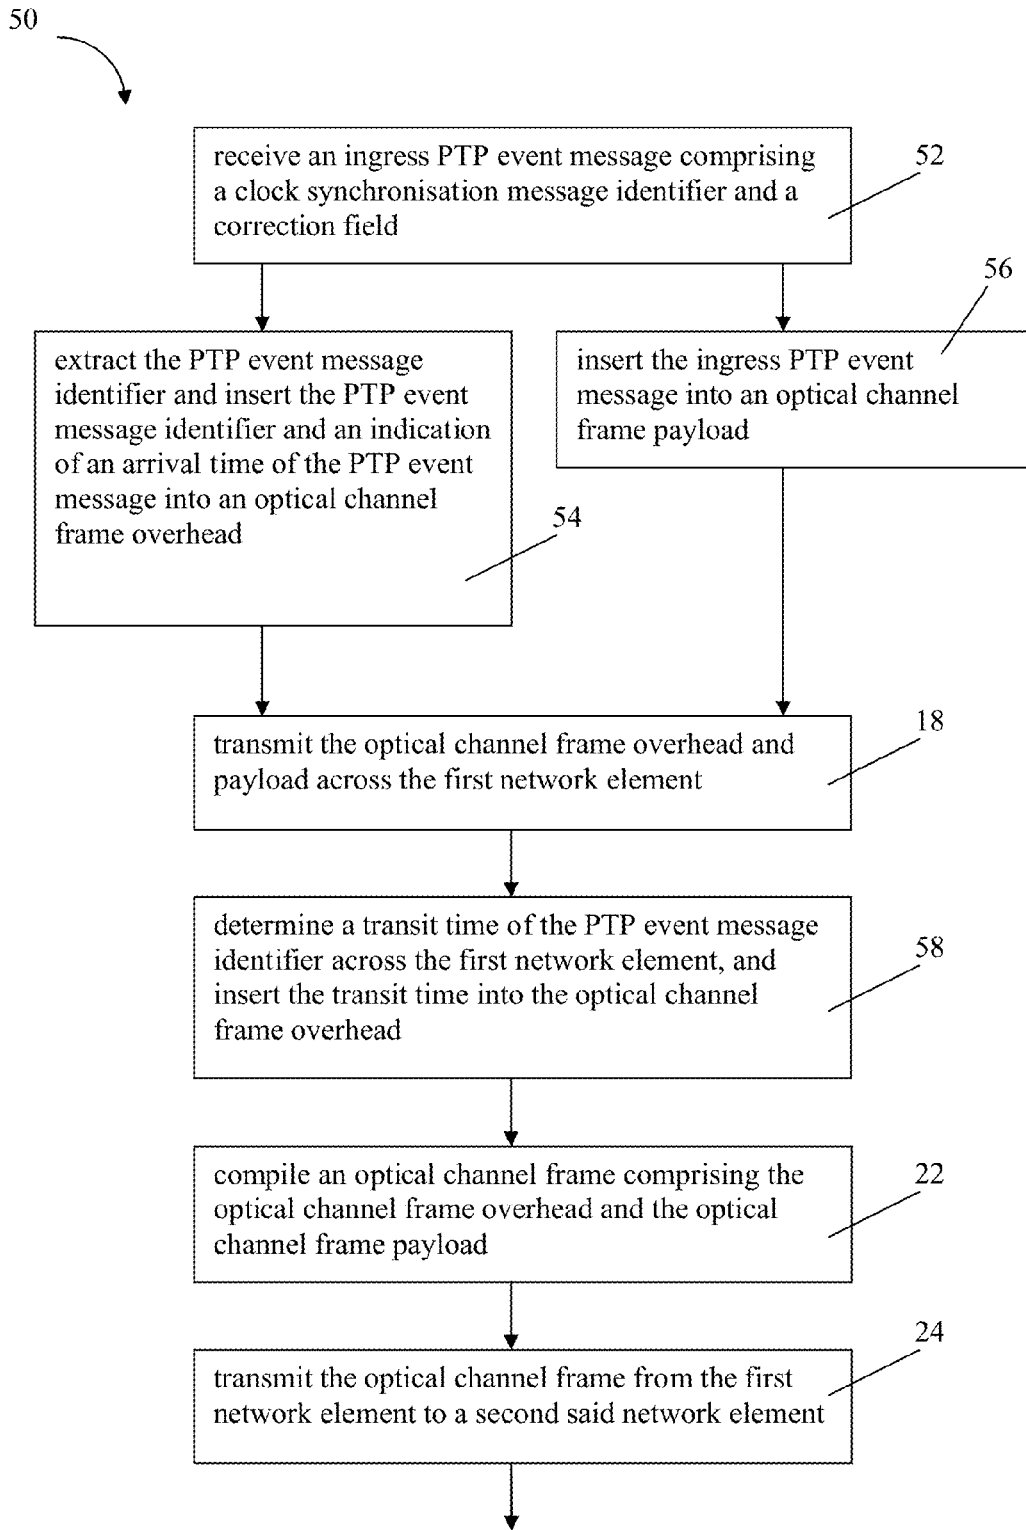 50
receive an ingress PTP event message comprising
a clock synchronisation message identifier and a
correction field
52
56
extract the PTP event message
identifier and insert the PTP event
message identifier and an indication
of an arrival time of the PTP event
message into an optical channel
frame overhead
54
insert the ingress PTP event
message into an optical channel
frame payload
18
transmit the optical channel frame overhead and
payload across the first network element
determine a transit time of the PTP event message
identifier across the first network element, and
insert the transit time into the optical channel
frame overhead
58
compile an optical channel frame comprising the
optical channel frame overhead and the optical
channel frame payload
22
24
transmit the optical channel frame from the first
network element to a second said network element